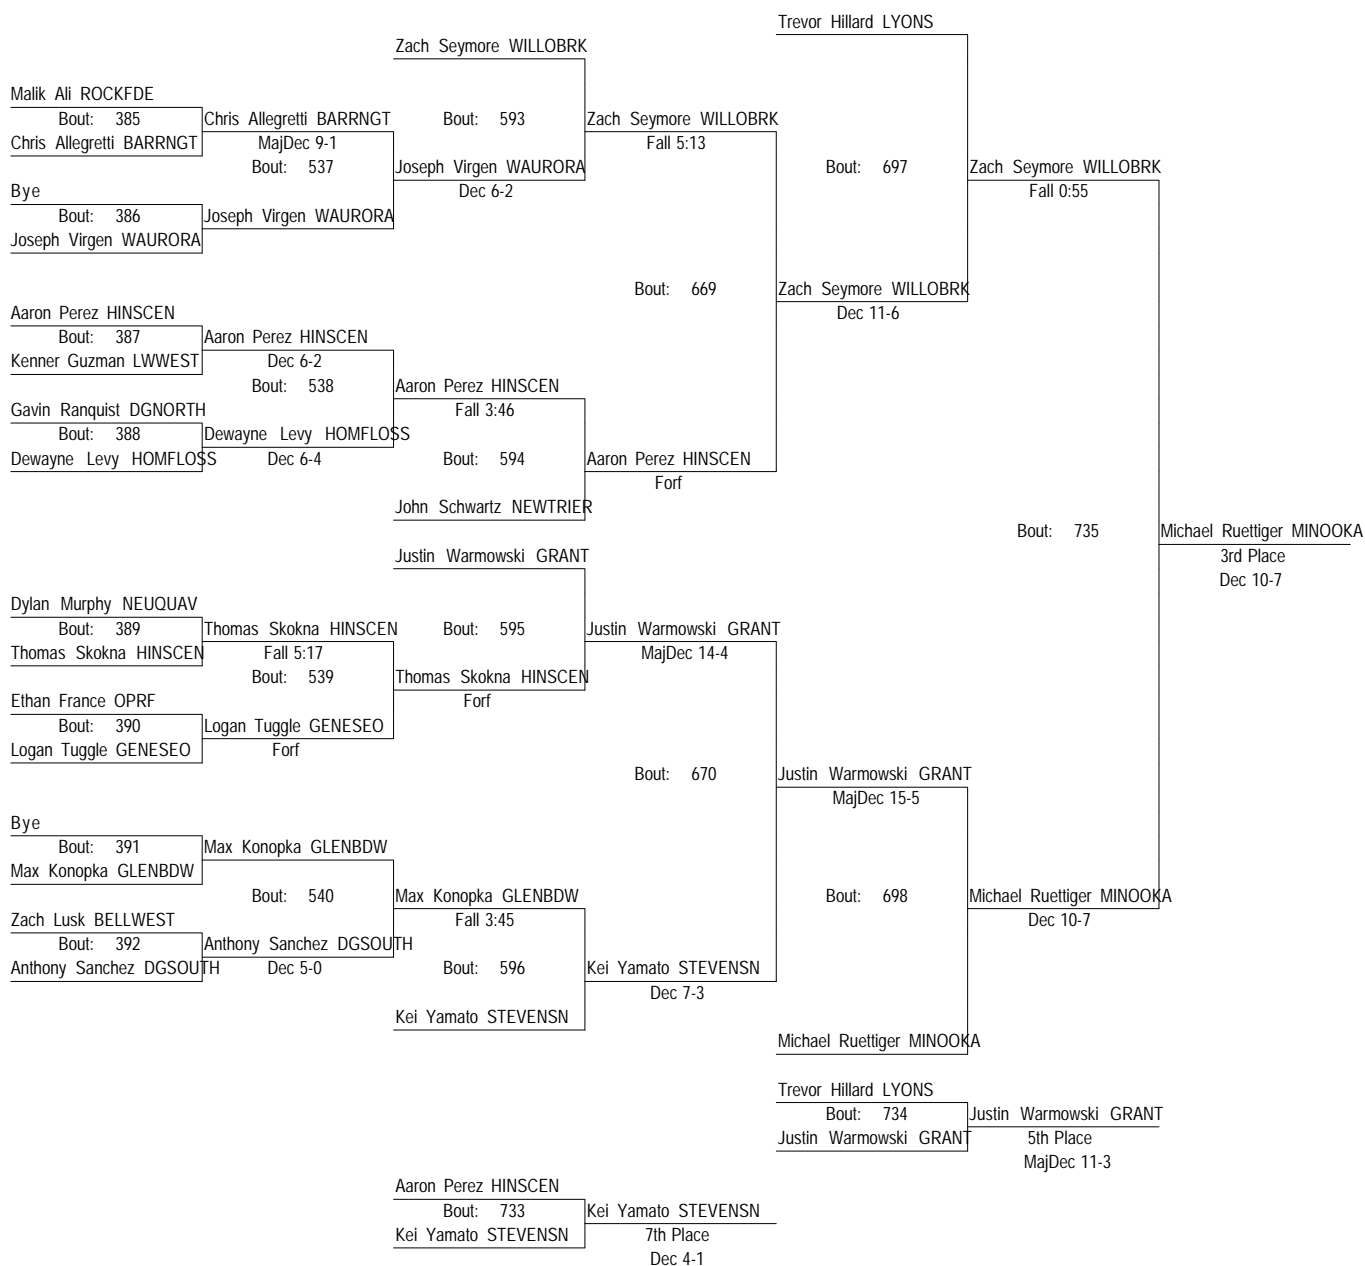 Trevor Hillard LYONS
Zach Seymore WILLOBRK
Malik Ali ROCKFDE
Bout: 385
Chris Allegretti BARRNGT
Chris Allegretti BARRNGT
MajDec 9-1
Bout: 537
Bout: 593
Zach Seymore WILLOBRK
Fall 5:13
Bye
Bout: 386
Joseph Virgen WAURORA
Joseph Virgen WAURORA
Joseph Virgen WAURORA
Dec 6-2
Bout: 697
Zach Seymore WILLOBRK
Fall 0:55
Bout: 669
Zach Seymore WILLOBRK
Dec 11-6
Aaron Perez HINSCEN
Bout: 387
Kenner Guzman LWWEST
Aaron Perez HINSCEN
Dec 6-2
Bout: 538
Aaron Perez HINSCEN
Fall 3:46
Gavin Ranquist DGNORTH
Bout: 388
Dewayne Levy HOMFLOSS
Dewayne Levy HOMFLOSS
Dec 6-4
Bout: 594
Aaron Perez HINSCEN
Forf
John Schwartz NEWTRIER
Bout: 735
Michael Ruettiger MINOOKA
3rd Place
Dec 10-7
Justin Warmowski GRANT
Dylan Murphy NEUQUAV
Bout: 389
Thomas Skokna HINSCEN
Thomas Skokna HINSCEN
Fall 5:17
Bout: 539
Bout: 595
Justin Warmowski GRANT
MajDec 14-4
Thomas Skokna HINSCEN
Forf
Ethan France OPRF
Bout: 390
Logan Tuggle GENESEO
Logan Tuggle GENESEO
Forf
Bout: 670
Justin Warmowski GRANT
MajDec 15-5
Bye
Bout: 391
Max Konopka GLENBDW
Max Konopka GLENBDW
Bout: 540
Max Konopka GLENBDW
Fall 3:45
Bout: 698
Michael Ruettiger MINOOKA
Dec 10-7
Zach Lusk BELLWEST
Bout: 392
Anthony Sanchez DGSOUTH
Anthony Sanchez DGSOUTH
Dec 5-0
Bout: 596
Kei Yamato STEVENSN
Dec 7-3
Kei Yamato STEVENSN
Michael Ruettiger MINOOKA
Trevor Hillard LYONS
Bout: 734
Justin Warmowski GRANT
Justin Warmowski GRANT
5th Place
MajDec 11-3
Aaron Perez HINSCEN
Bout: 733
Kei Yamato STEVENSN
Kei Yamato STEVENSN
7th Place
Dec 4-1